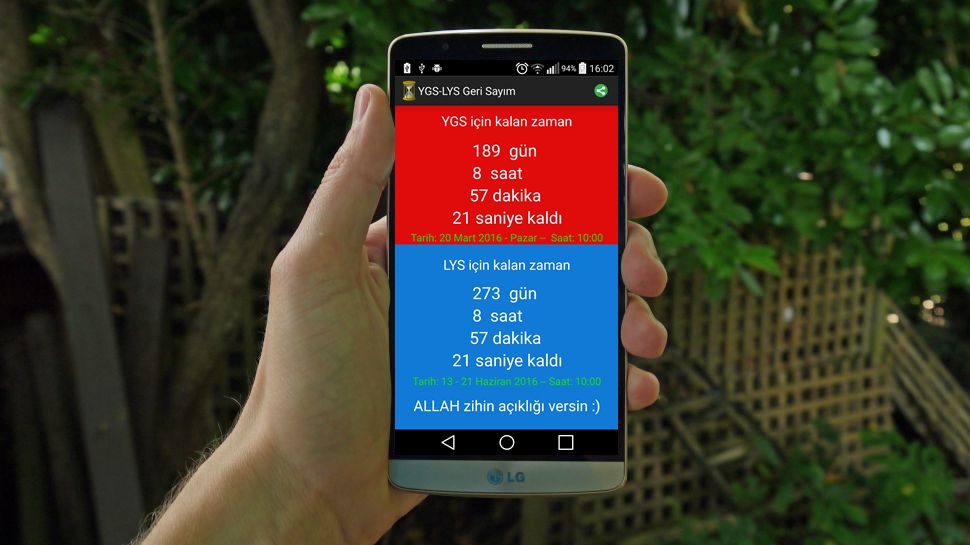 94% 16:02
YGS-LYS Geri Sayım
YGS için kalan zaman
189 gün
8 saat
57 dakika
21 saniye kaldı
Tarih: 20 Mart 2016 - Pazar -- Saat: 10:00
LYS için kalan zaman
273 gün
8 saat
57 dakika
21 saniye kaldı
Tarih: 13 - 21 Haziran 2016 -- Saat: 10:00
ALLAH zihin açıklığı versin :)
LG